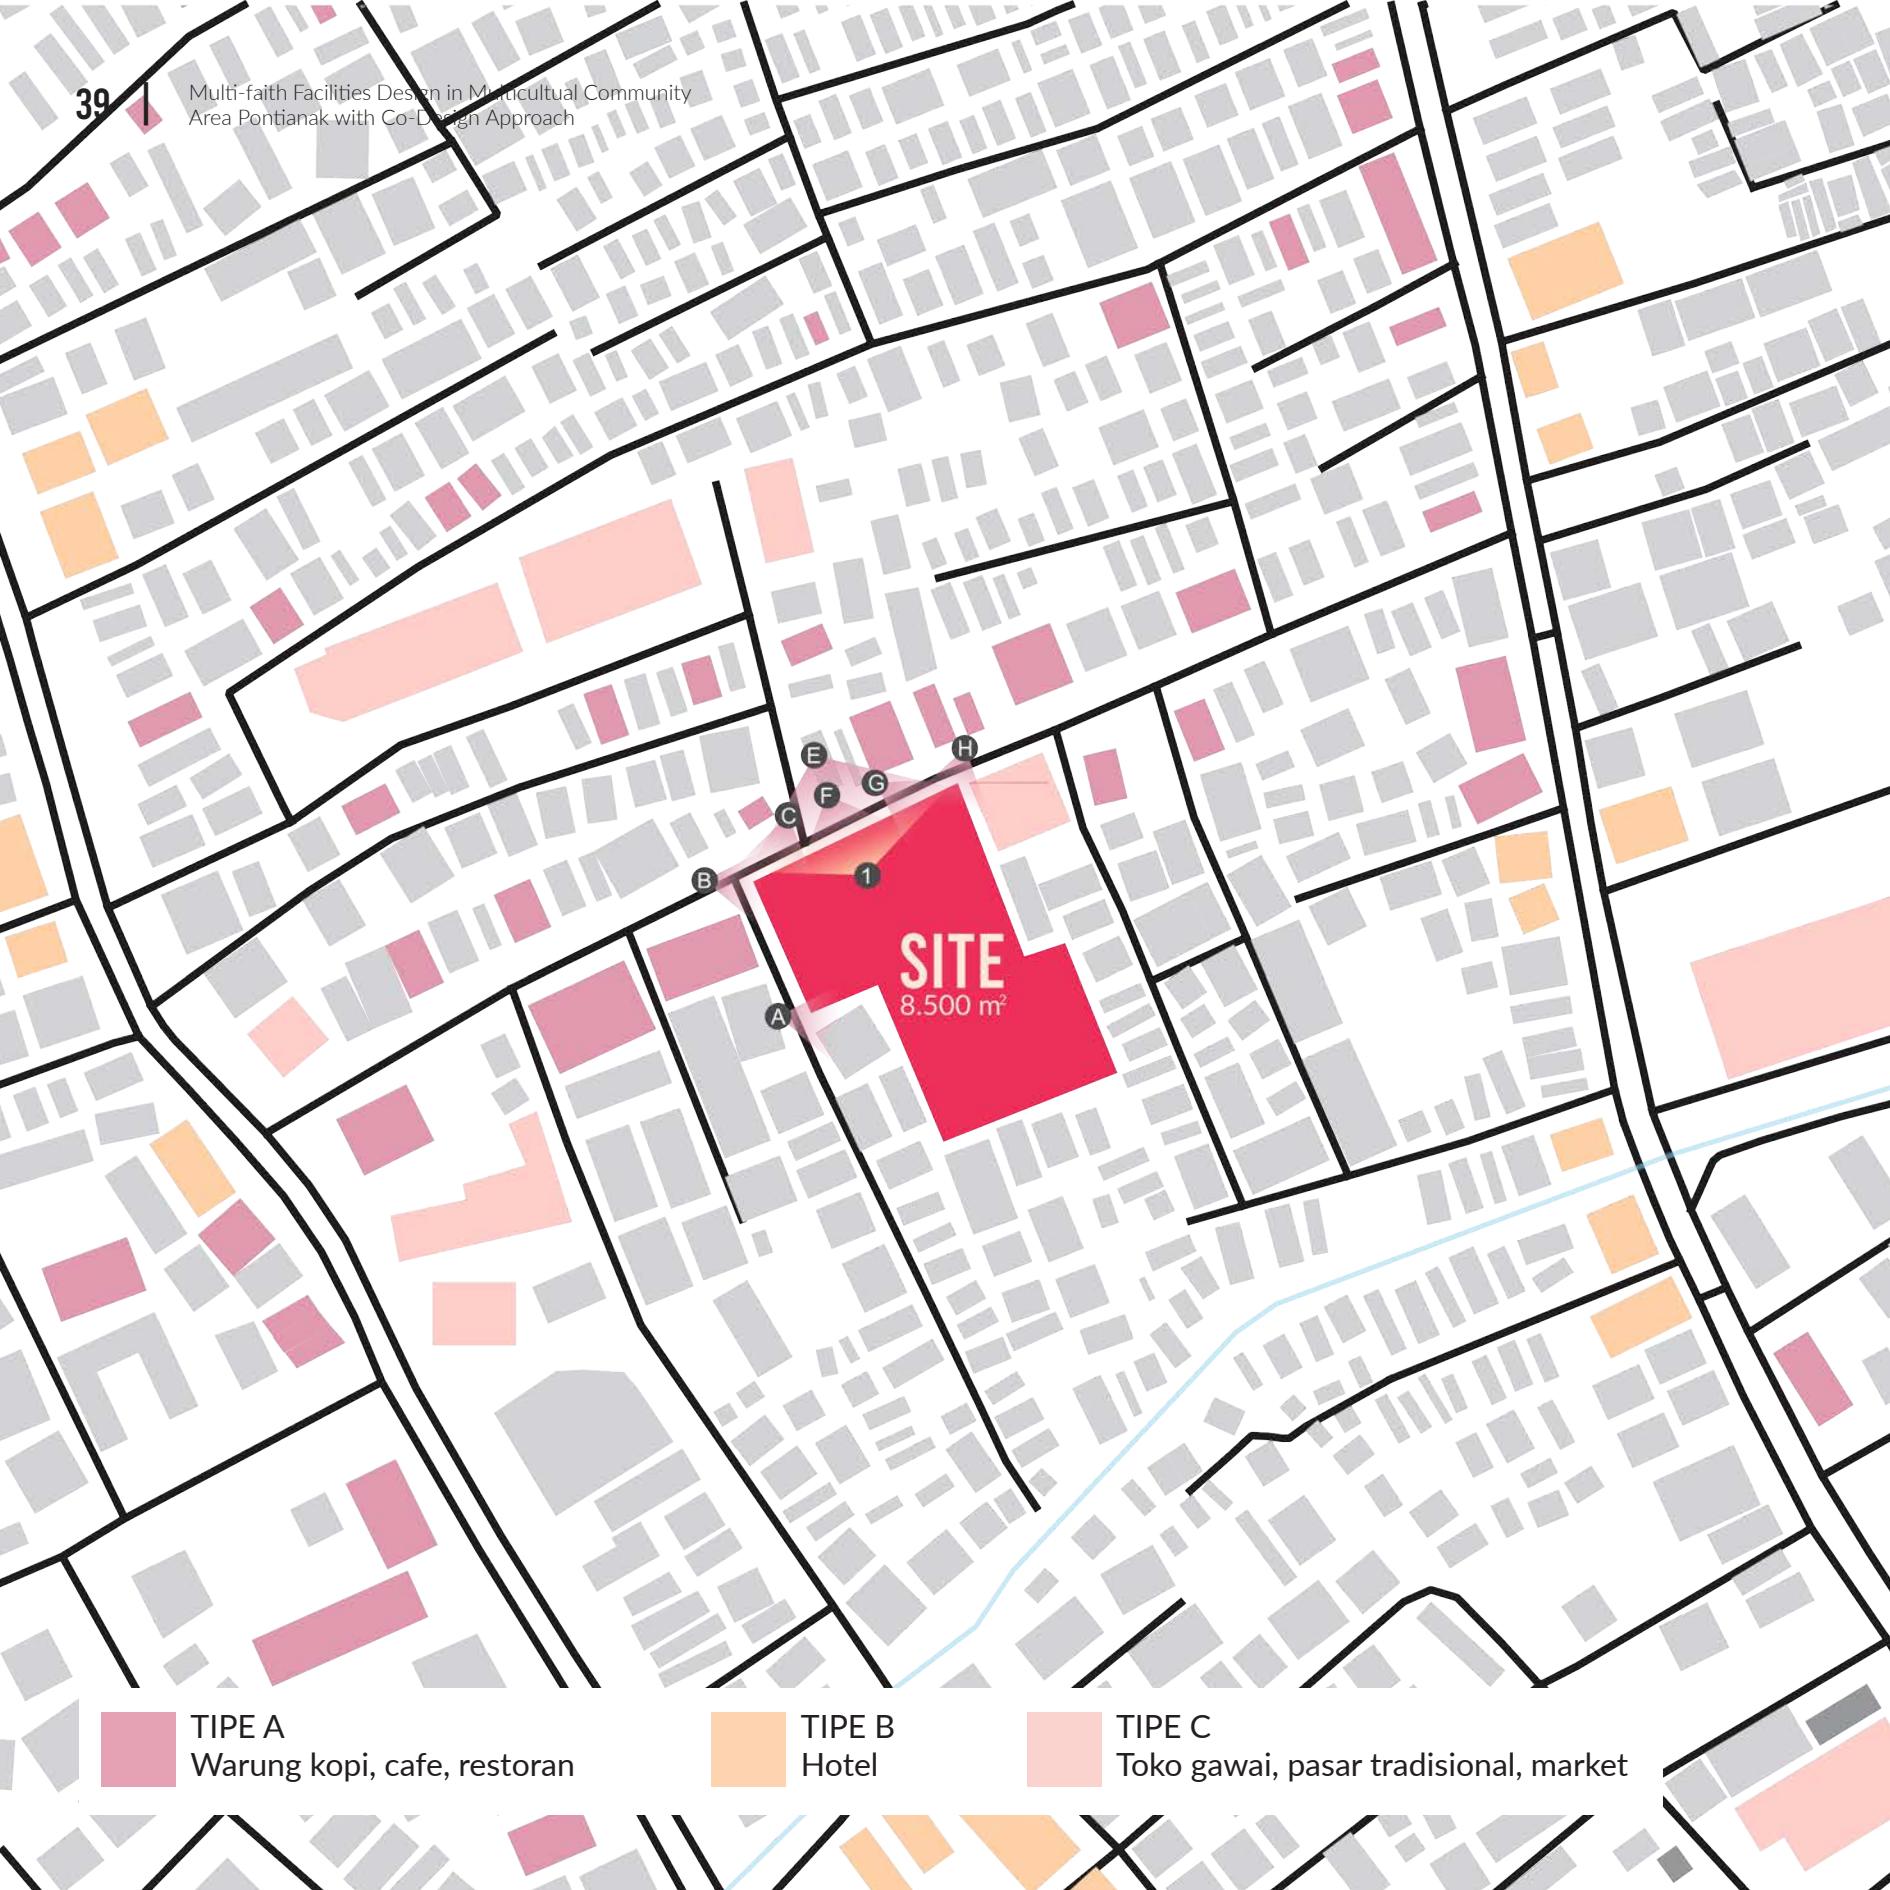 39
Multi-faith Facilities Design in Multicultual Community
Area Pontianak with Co-Design Approach
E
H
G
F
C
B
1
SITE
8.500 m²
A
TIPE A
Warung kopi, cafe, restoran
TIPE B
Hotel
TIPE C
Toko gawai, pasar tradisional, market